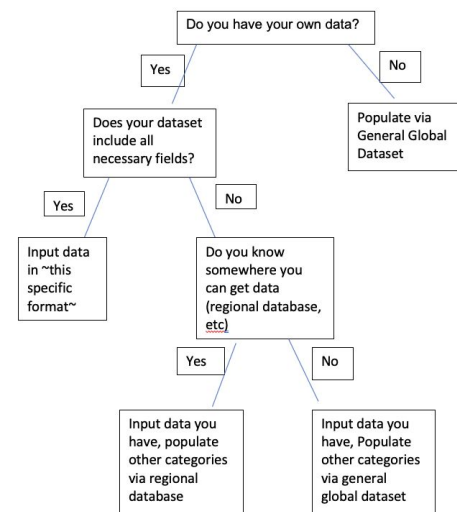 Do you have your own data?
Yes
No
Does your dataset
include all
necessary fields?
Populate via
General Global
Dataset
Yes
No
Input data
in ~this
specific
format~
Do you know
somewhere you
can get data
(regional database,
etc)
Yes
No
Input data you
have, populate
other categories
via regional
database
Input data you
have, Populate
other categories
via general
global dataset